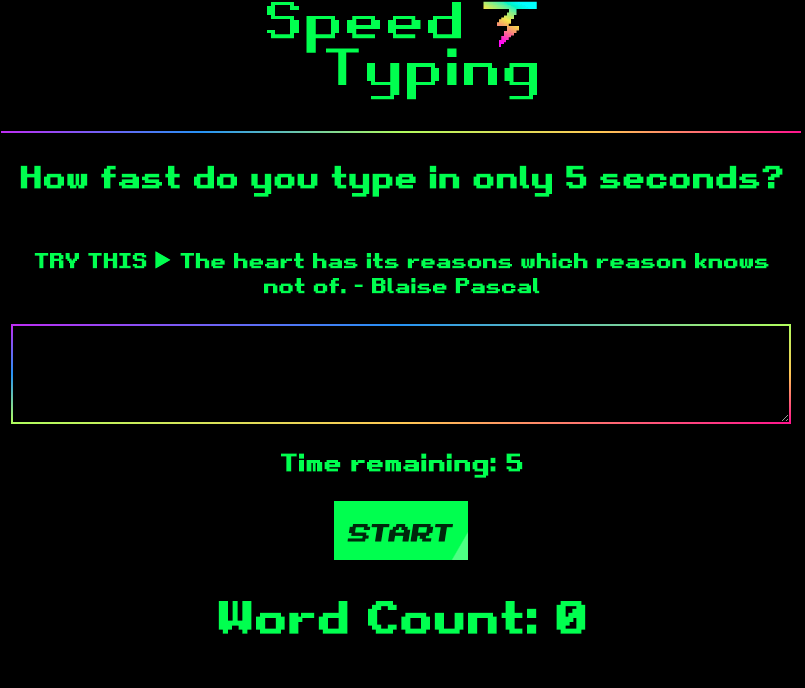 Speed
Typing
How fast do you type in only 5 seconds?
TRY THIS ▶ The heart has its reasons which reason knows
not of. - Blaise Pascal
Time remaining: 5
START
Word Count: 0